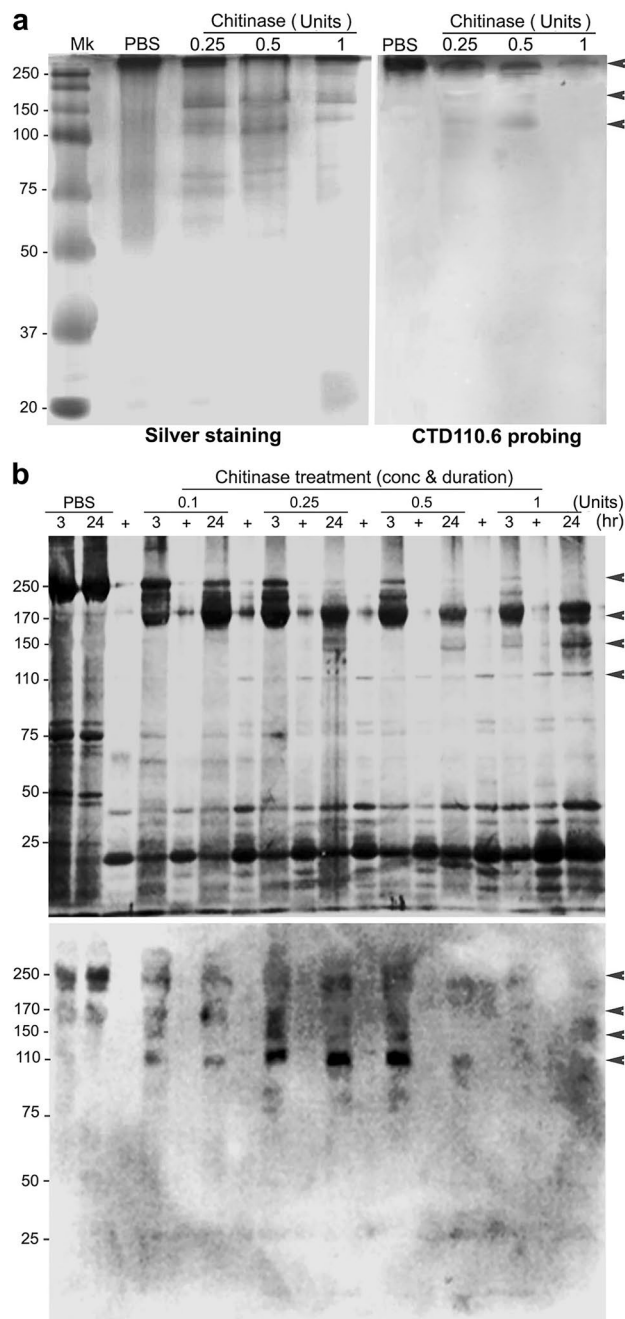 a
Chitinase ( Units )
Chitinase ( Units )
Mk PBS 0.25 0.5 1
PBS 0.25 0.5 1
250 -
150 -
100 -
75 -
50 -
37 -
20 -
Silver staining
CTD110.6 probing
b
Chitinase treatment (conc & duration)
PBS 0.1 0.25 0.5 1 (Units)
3 24 + 3 + 24 + 3 + 24 + 3 + 24 + 3 + 24 (hr)
250 -
170 -
150 -
110 -
75 -
50 -
25 -
250 -
170 -
150 -
110 -
75 -
50 -
25 -